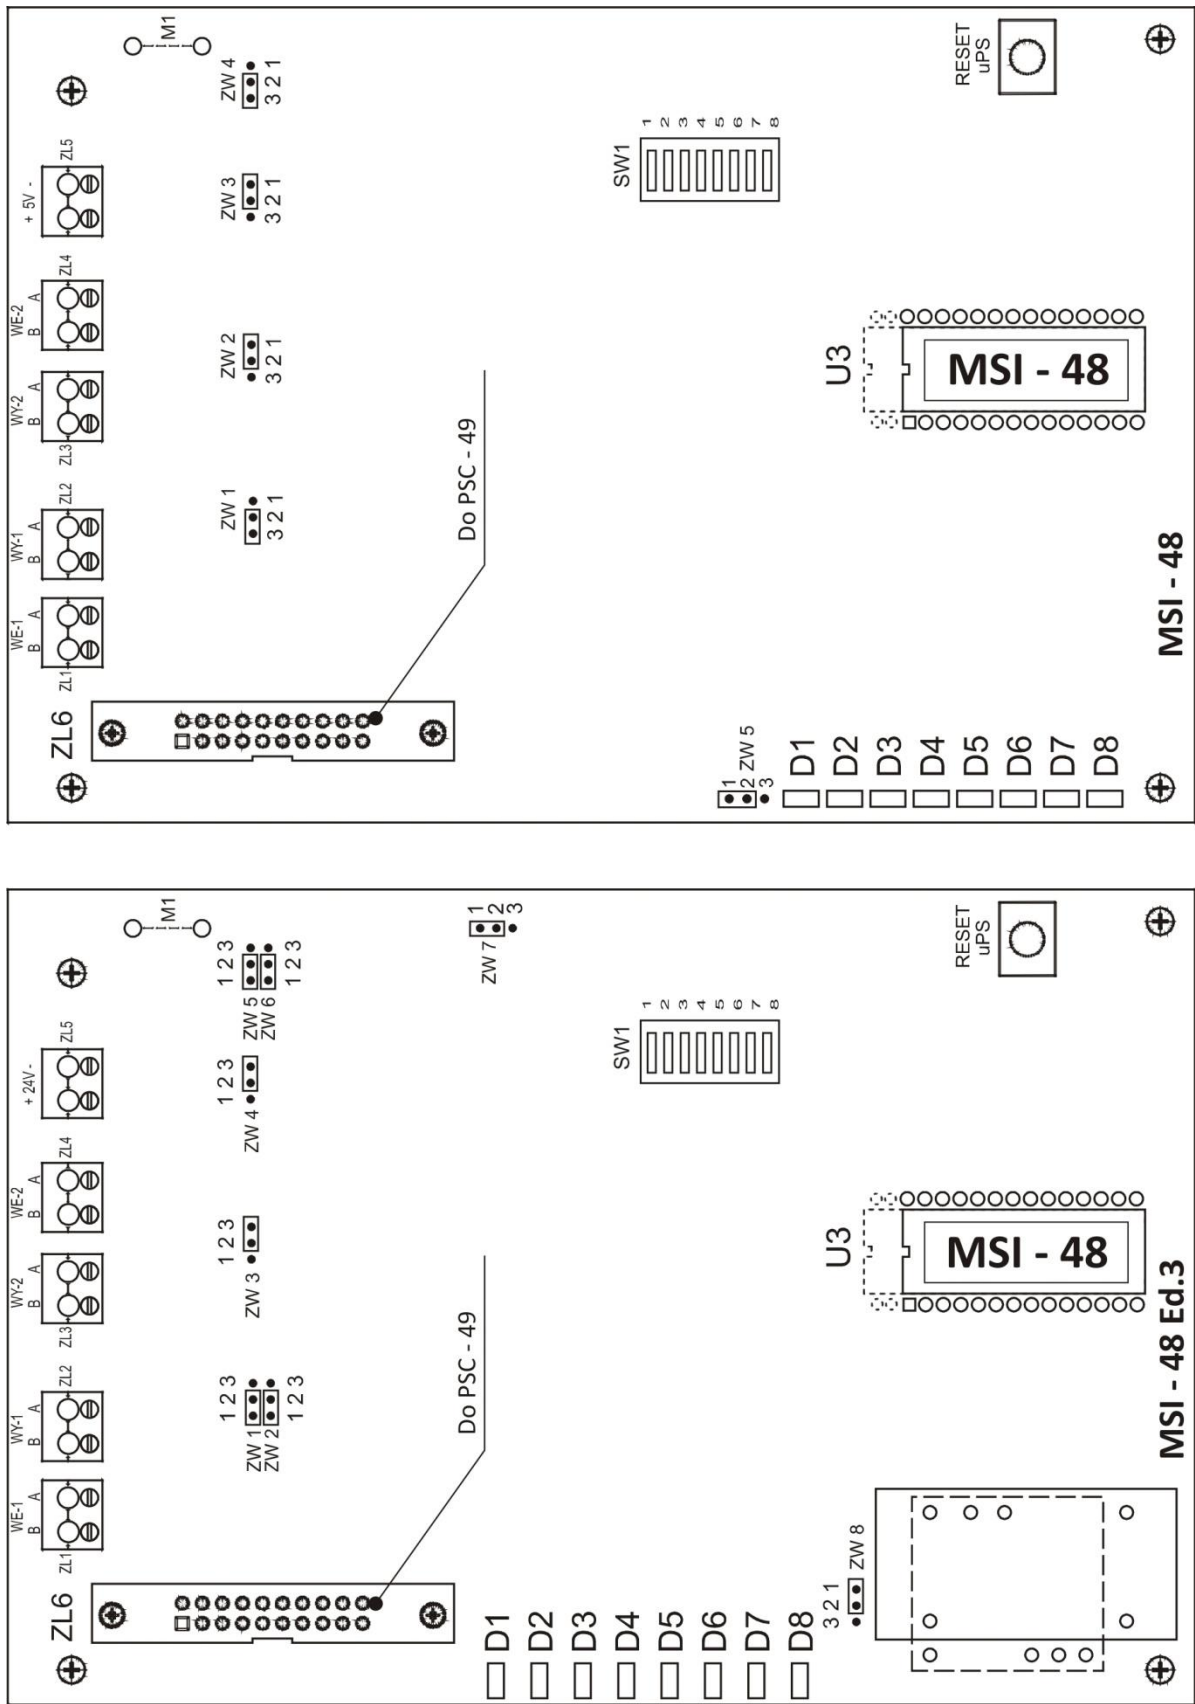 M1
ZL5
+ 5V -
ZL4
WE-2
B A
WY-2
B A
ZL3
ZL2
WY-1
B A
WE-1
B A
ZL1
ZL6
ZW 4
3 2 1
ZW 3
3 2 1
ZW 2
3 2 1
ZW 1
3 2 1
Do PSC - 49
RESET
uPS
SW1
1
2
3
4
5
6
7
8
U3
MSI - 48
MSI - 48
1
2
3
ZW 5
D1
D2
D3
D4
D5
D6
D7
D8
M1
ZL5
+ 24V -
ZL4
WE-2
B A
WY-2
B A
ZL3
ZL2
WY-1
B A
WE-1
B A
ZL1
ZL6
1 2 3
ZW 5
ZW 6
1 2 3
1 2 3
ZW 4
1 2 3
ZW 3
1 2 3
ZW 1
ZW 2
1 2 3
ZW 7
1
2
3
Do PSC - 49
RESET
uPS
SW1
1
2
3
4
5
6
7
8
U3
MSI - 48
MSI - 48 Ed.3
3 2 1
ZW 8
D1
D2
D3
D4
D5
D6
D7
D8